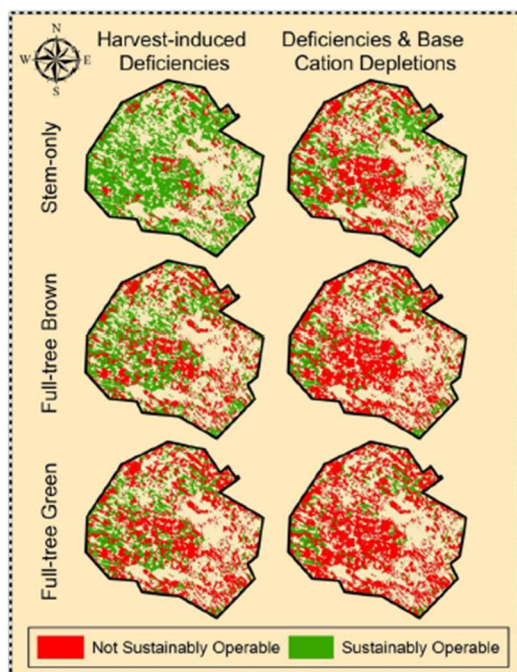 N
W E
S
Harvest-induced
Deficiencies
Deficiencies & Base
Cation Depletions
Stem-only
Full-tree Brown
Full-tree Green
Not Sustainably Operable
Sustainably Operable